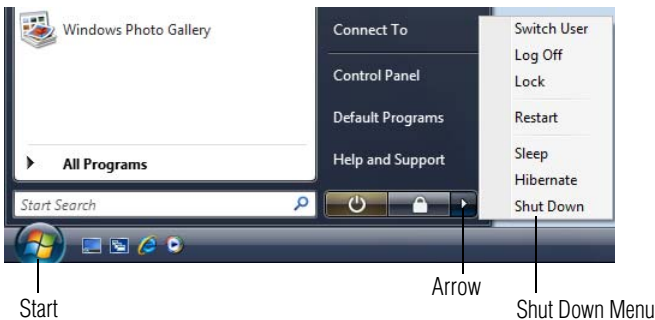 Windows Photo Gallery
All Programs
Start Search
Connect To
Control Panel
Default Programs
Help and Support
Switch User
Log Off
Lock
Restart
Sleep
Hibernate
Shut Down
Start
Arrow
Shut Down Menu